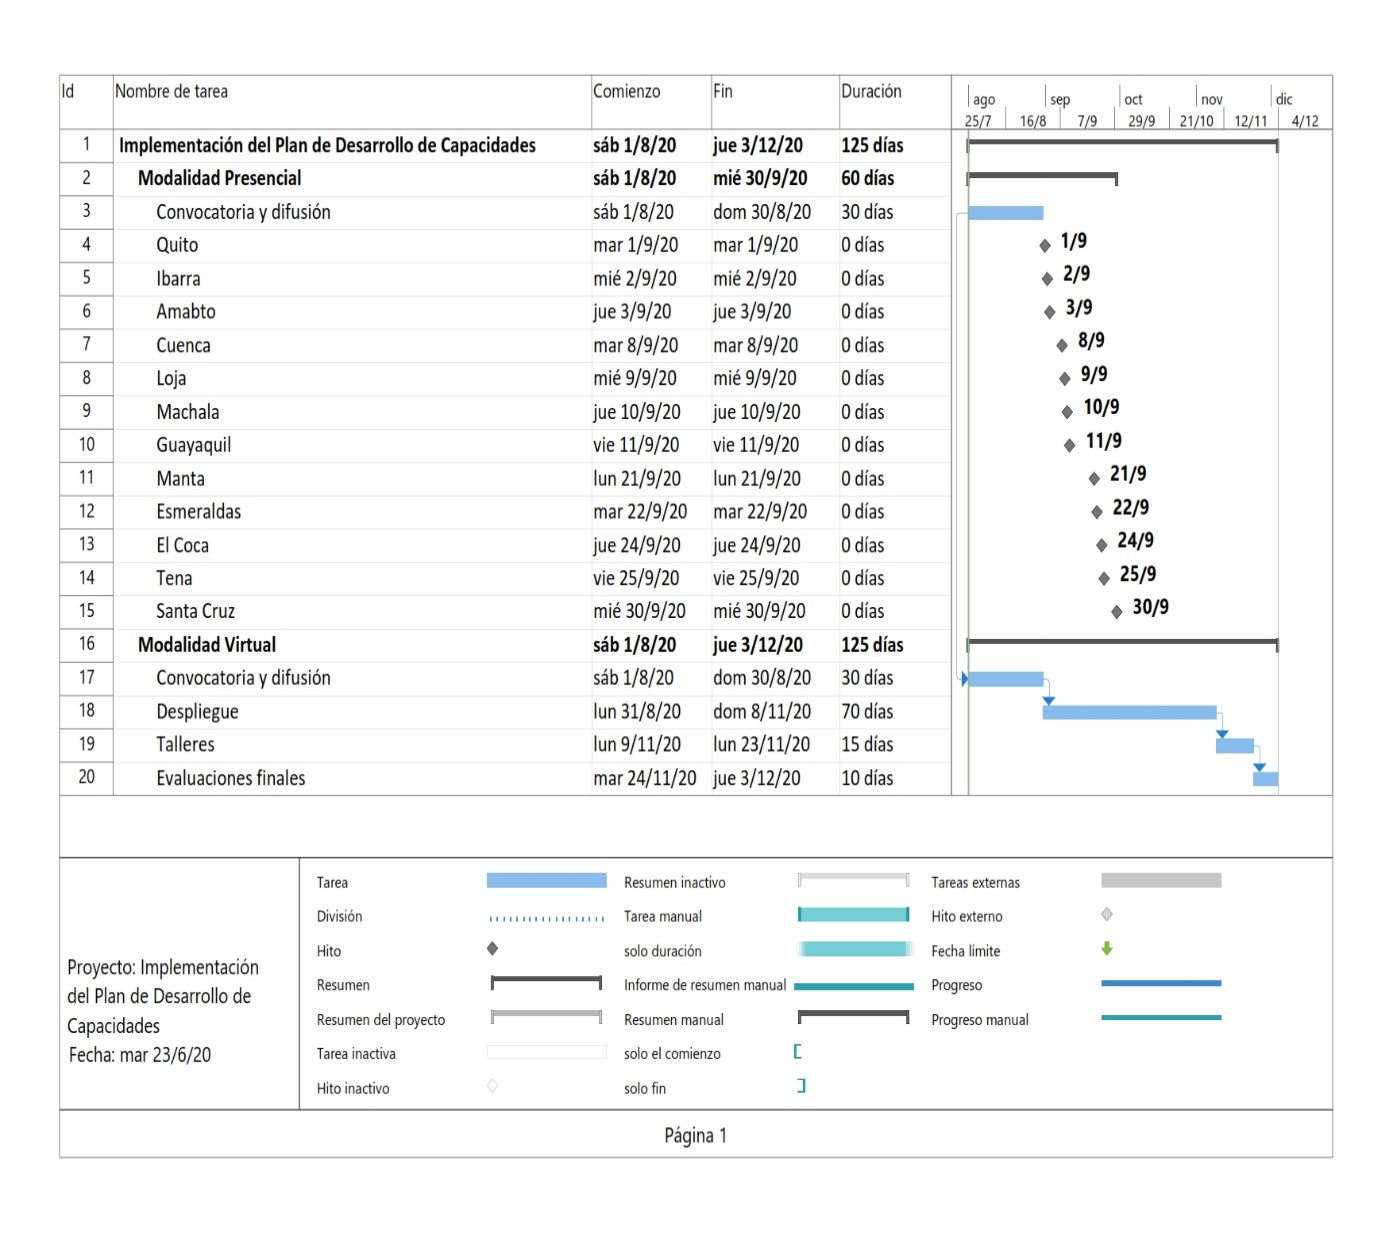 Id Nombre de tarea Comienzo Fin Duración
ago sep oct nov dic
25/7 16/8 7/9 29/9 21/10 12/11 4/12
1 Implementación del Plan de Desarrollo de Capacidades sáb 1/8/20 jue 3/12/20 125 días
2 Modalidad Presencial sáb 1/8/20 mié 30/9/20 60 días
3 Convocatoria y difusión sáb 1/8/20 dom 30/8/20 30 días
4 Quito mar 1/9/20 mar 1/9/20 0 días 1/9
5 Ibarra mié 2/9/20 mié 2/9/20 0 días 2/9
6 Amabto jue 3/9/20 jue 3/9/20 0 días 3/9
7 Cuenca mar 8/9/20 mar 8/9/20 0 días 8/9
8 Loja mié 9/9/20 mié 9/9/20 0 días 9/9
9 Machala jue 10/9/20 jue 10/9/20 0 días 10/9
10 Guayaquil vie 11/9/20 vie 11/9/20 0 días 11/9
11 Manta lun 21/9/20 lun 21/9/20 0 días 21/9
12 Esmeraldas mar 22/9/20 mar 22/9/20 0 días 22/9
13 El Coca jue 24/9/20 jue 24/9/20 0 días 24/9
14 Tena vie 25/9/20 vie 25/9/20 0 días 25/9
15 Santa Cruz mié 30/9/20 mié 30/9/20 0 días 30/9
16 Modalidad Virtual sáb 1/8/20 jue 3/12/20 125 días
17 Convocatoria y difusión sáb 1/8/20 dom 30/8/20 30 días
18 Despliegue lun 31/8/20 dom 8/11/20 70 días
19 Talleres lun 9/11/20 lun 23/11/20 15 días
20 Evaluaciones finales mar 24/11/20 jue 3/12/20 10 días
Proyecto: Implementación
del Plan de Desarrollo de
Capacidades
Fecha: mar 23/6/20
Tarea
División
Hito
Resumen
Resumen del proyecto
Tarea inactiva
Hito inactivo
Resumen inactivo
Tarea manual
solo duración
Informe de resumen manual
Resumen manual
solo el comienzo
solo fin
Tareas externas
Hito externo
Fecha límite
Progreso
Progreso manual
Página 1